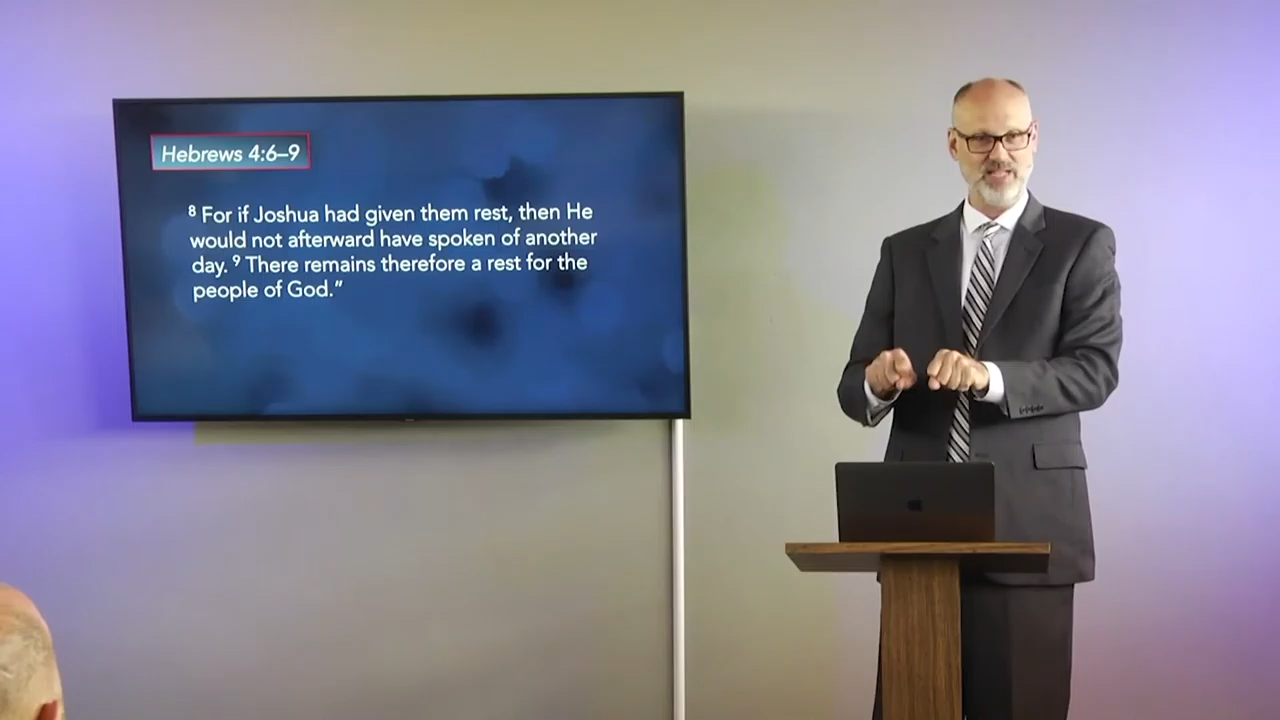 Hebrews 4:6–9
⁸ For if Joshua had given them rest, then He
would not afterward have spoken of another
day. ⁹ There remains therefore a rest for the
people of God.”